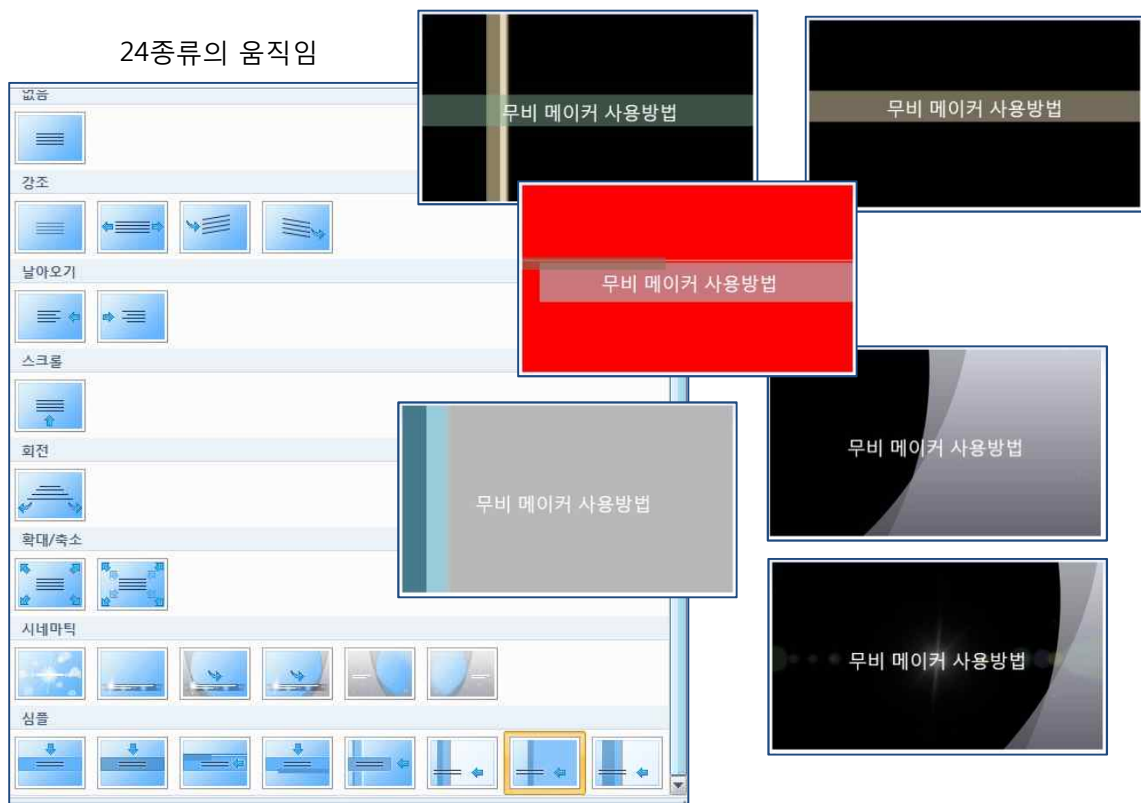 24종류의 움직임
없음
강조
날아오기
스크롤
회전
확대/축소
시네마틱
심플
무비 메이커 사용방법
무비 메이커 사용방법
무비 메이커 사용방법
무비 메이커 사용방법
무비 메이커 사용방법
무비 메이커 사용방법